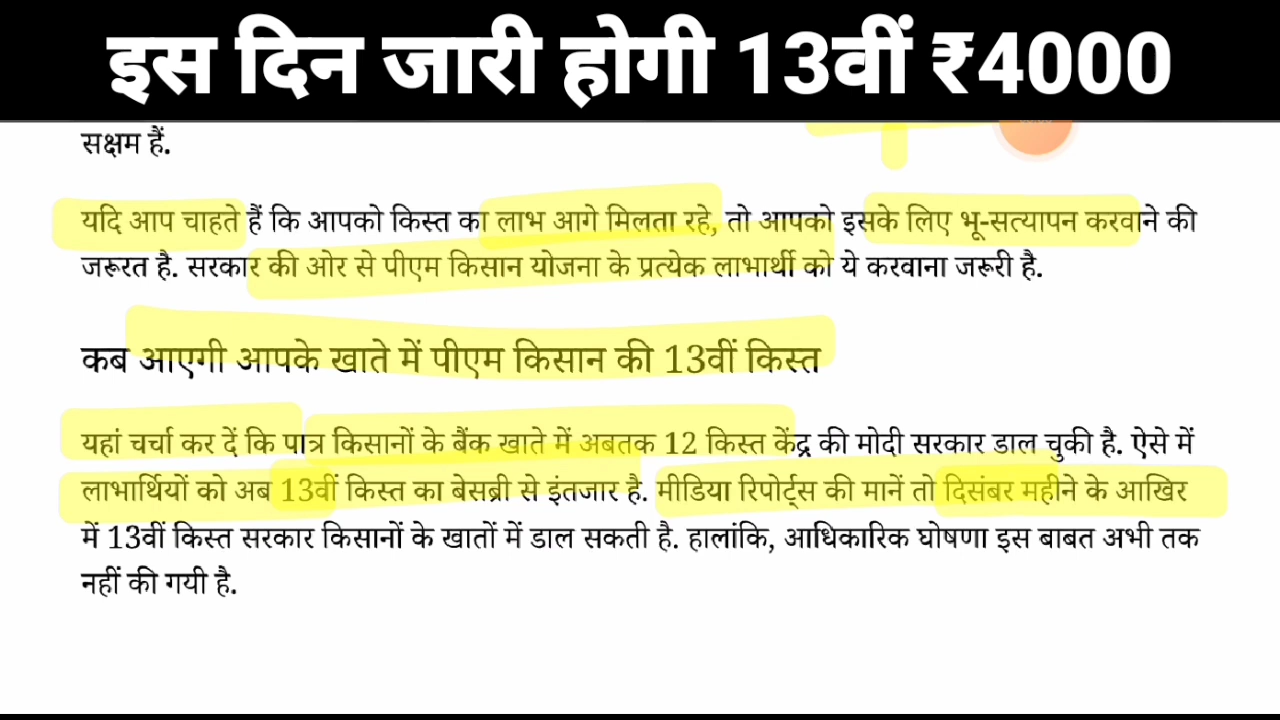 इस दिन जारी होगी 13वीं ₹4000
सक्षम हैं.
यदि आप चाहते हैं कि आपको किस्त का लाभ आगे मिलता रहे, तो आपको इसके लिए भू-सत्यापन करवाने की
जरूरत है. सरकार की ओर से पीएम किसान योजना के प्रत्येक लाभार्थी को ये करवाना जरूरी है.
कब आएगी आपके खाते में पीएम किसान की 13वीं किस्त
यहां चर्चा कर दें कि पात्र किसानों के बैंक खाते में अबतक 12 किस्त केंद्र की मोदी सरकार डाल चुकी है. ऐसे में
लाभार्थियों को अब 13वीं किस्त का बेसब्री से इंतजार है. मीडिया रिपोर्ट्स की मानें तो दिसंबर महीने के आखिर
में 13वीं किस्त सरकार किसानों के खातों में डाल सकती है. हालांकि, आधिकारिक घोषणा इस बाबत अभी तक
नहीं की गयी है.